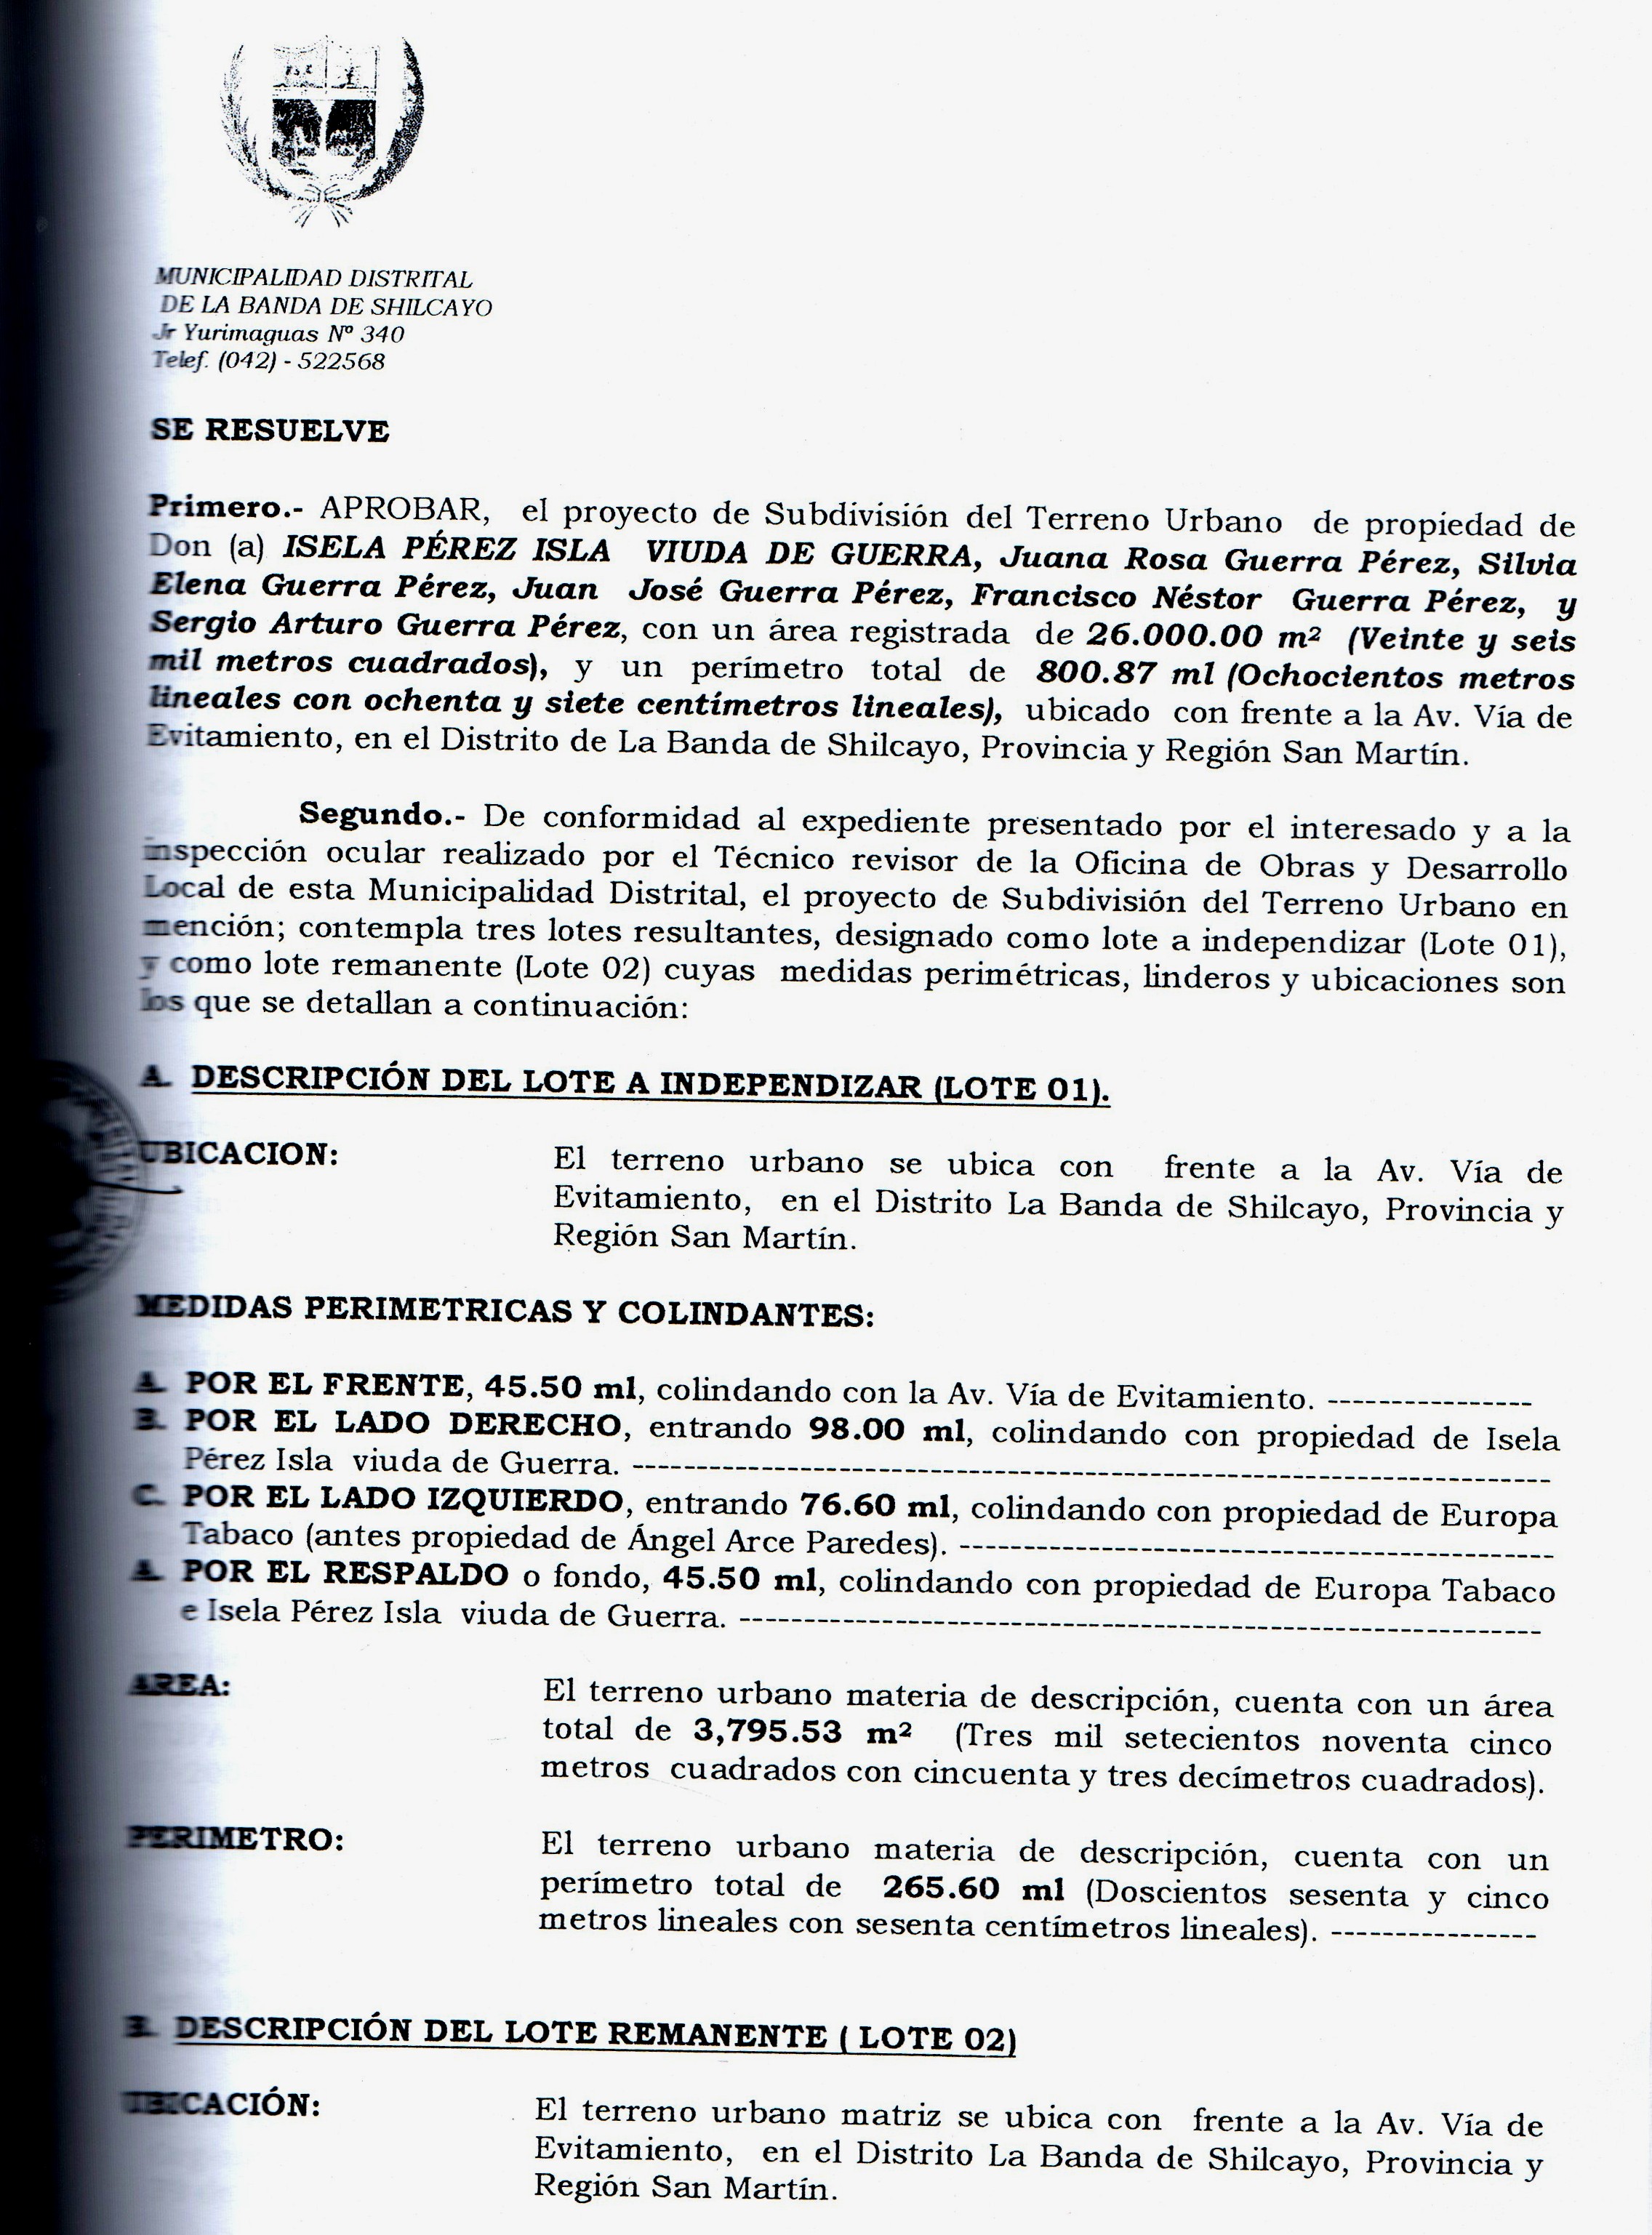 MUNICIPALIDAD DISTRITAL
DE LA BANDA DE SHILCAYO
Jr Yurimaguas Nº 340
Telef. (042) - 522568
SE RESUELVE
Primero.- APROBAR, el proyecto de Subdivisión del Terreno Urbano de propiedad de
Don (a) ISELA PÉREZ ISLA VIUDA DE GUERRA, Juana Rosa Guerra Pérez, Silvia
Elena Guerra Pérez, Juan José Guerra Pérez, Francisco Néstor Guerra Pérez, y
Sergio Arturo Guerra Pérez, con un área registrada de 26.000.00 m² (Veinte y seis
mil metros cuadrados), y un perímetro total de 800.87 ml (Ochocientos metros
lineales con ochenta y siete centímetros lineales), ubicado con frente a la Av. Vía de
Evitamiento, en el Distrito de La Banda de Shilcayo, Provincia y Región San Martín.
Segundo.- De conformidad al expediente presentado por el interesado y a la
inspección ocular realizado por el Técnico revisor de la Oficina de Obras y Desarrollo
Local de esta Municipalidad Distrital, el proyecto de Subdivisión del Terreno Urbano en
mención; contempla tres lotes resultantes, designado como lote a independizar (Lote 01),
y como lote remanente (Lote 02) cuyas medidas perimétricas, linderos y ubicaciones son
los que se detallan a continuación:
A. DESCRIPCIÓN DEL LOTE A INDEPENDIZAR (LOTE 01).
UBICACION: El terreno urbano se ubica con frente a la Av. Vía de
Evitamiento, en el Distrito La Banda de Shilcayo, Provincia y
Región San Martín.
MEDIDAS PERIMETRICAS Y COLINDANTES:
A. POR EL FRENTE, 45.50 ml, colindando con la Av. Vía de Evitamiento. ----------------
B. POR EL LADO DERECHO, entrando 98.00 ml, colindando con propiedad de Isela
Pérez Isla viuda de Guerra. ------------------------------------------------------------------------
C. POR EL LADO IZQUIERDO, entrando 76.60 ml, colindando con propiedad de Europa
Tabaco (antes propiedad de Ángel Arce Paredes). -----------------------------------------------
A. POR EL RESPALDO o fondo, 45.50 ml, colindando con propiedad de Europa Tabaco
e Isela Pérez Isla viuda de Guerra. ---------------------------------------------------------------
AREA: El terreno urbano materia de descripción, cuenta con un área
total de 3,795.53 m² (Tres mil setecientos noventa cinco
metros cuadrados con cincuenta y tres decímetros cuadrados).
PERIMETRO: El terreno urbano materia de descripción, cuenta con un
perímetro total de 265.60 ml (Doscientos sesenta y cinco
metros lineales con sesenta centímetros lineales). ----------------
B. DESCRIPCIÓN DEL LOTE REMANENTE ( LOTE 02)
UBICACIÓN: El terreno urbano matriz se ubica con frente a la Av. Vía de
Evitamiento, en el Distrito La Banda de Shilcayo, Provincia y
Región San Martín.